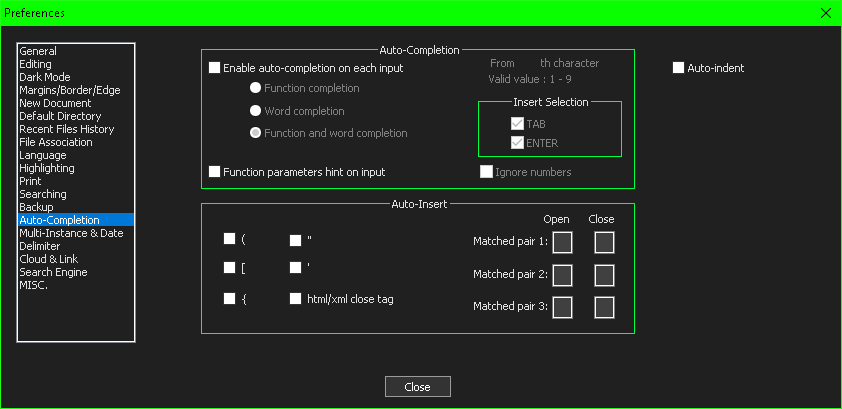 Preferences
General
Editing
Dark Mode
Margins/Border/Edge
New Document
Default Directory
Recent Files History
File Association
Language
Highlighting
Print
Searching
Backup
Auto-Completion
Multi-Instance & Date
Delimiter
Cloud & Link
Search Engine
MISC.
Auto-Completion
Enable auto-completion on each input
Function completion
Word completion
Function and word completion
Function parameters hint on input
From th character
Valid value : 1 - 9
Insert Selection
TAB
ENTER
Ignore numbers
Auto-indent
Auto-Insert
( "
[ '
{ html/xml close tag
Open Close
Matched pair 1:
Matched pair 2:
Matched pair 3:
Close